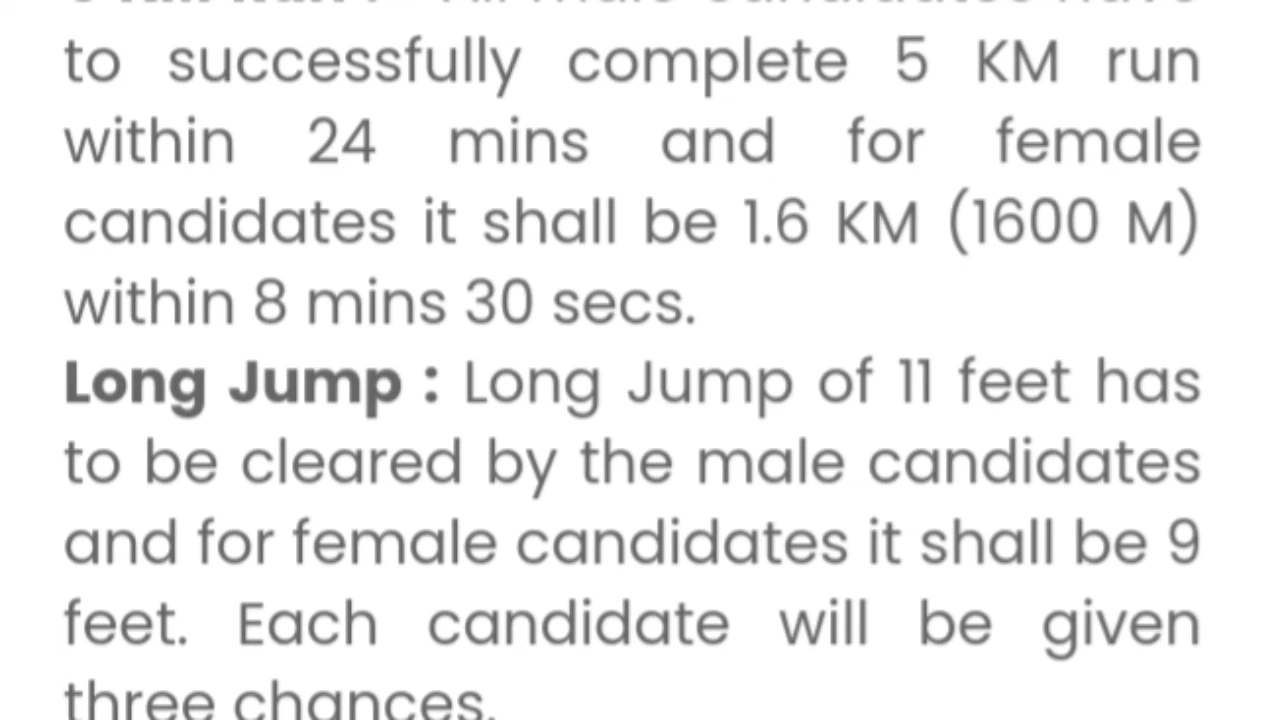 to successfully complete 5 KM run
within 24 mins and for female
candidates it shall be 1.6 KM (1600 M)
within 8 mins 30 secs.
Long Jump : Long Jump of 11 feet has
to be cleared by the male candidates
and for female candidates it shall be 9
feet. Each candidate will be given
three chances.